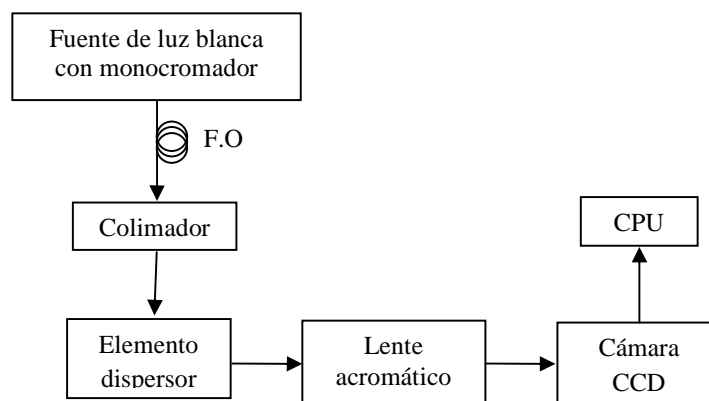 Fuente de luz blanca
con monocromador
F.O
Colimador
CPU
Elemento
dispersor
Lente
acromático
Cámara
CCD